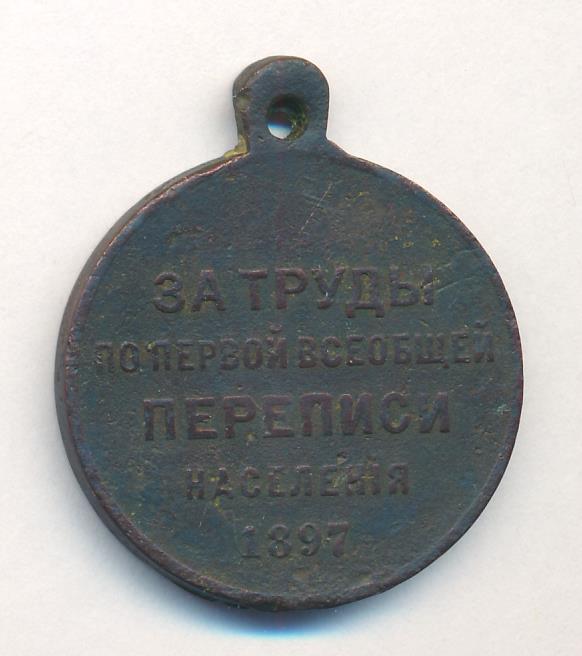 ЗА ТРУДЫ
ПО ПЕРВОЙ ВСЕОБЩЕЙ
ПЕРЕПИСИ
НАСЕЛЕНІЯ
1897